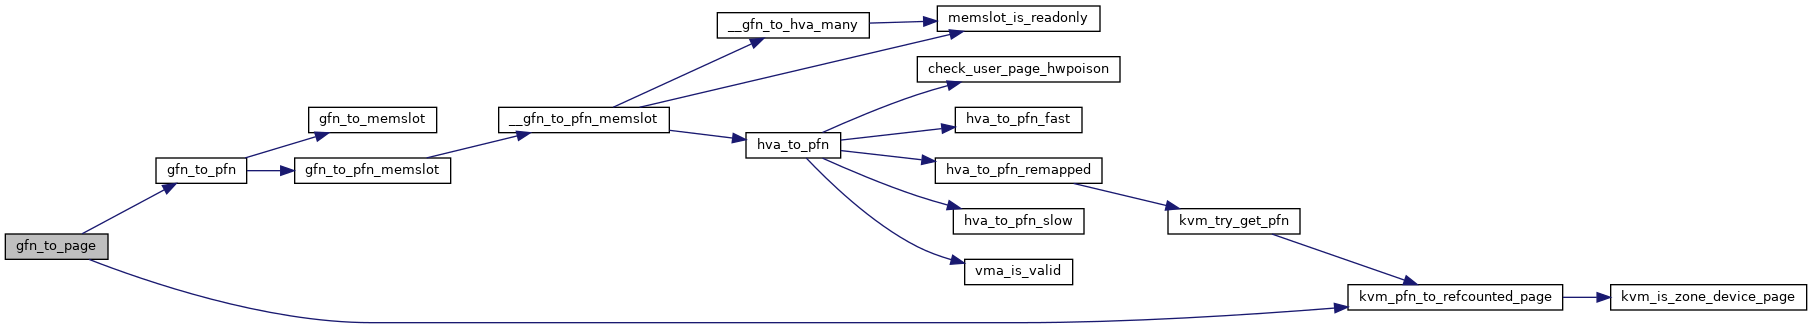 __gfn_to_hva_many
memslot_is_readonly
check_user_page_hwpoison
gfn_to_memslot
__gfn_to_pfn_memslot
hva_to_pfn_fast
hva_to_pfn
gfn_to_pfn
gfn_to_pfn_memslot
hva_to_pfn_remapped
hva_to_pfn_slow
kvm_try_get_pfn
gfn_to_page
vma_is_valid
kvm_pfn_to_refcounted_page
kvm_is_zone_device_page